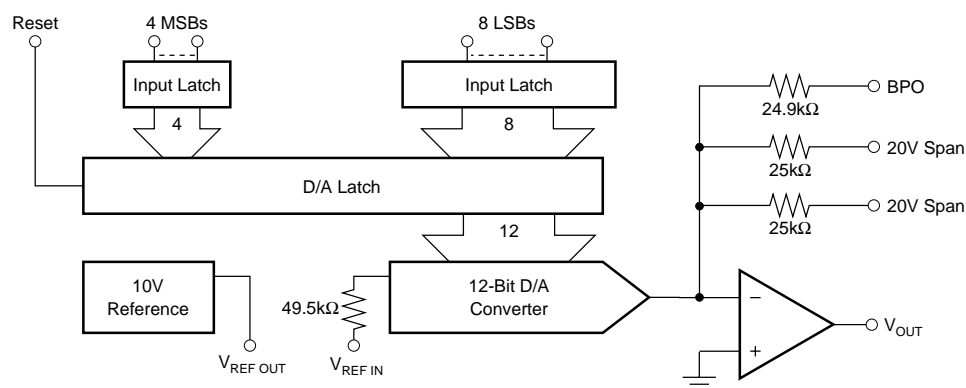 Reset
4 MSBs
8 LSBs
Input Latch
Input Latch
4
8
D/A Latch
12
10V
Reference
12-Bit D/A
Converter
49.5kΩ
V_REF OUT
V_REF IN
BPO
24.9kΩ
20V Span
25kΩ
20V Span
25kΩ
−
+
V_OUT